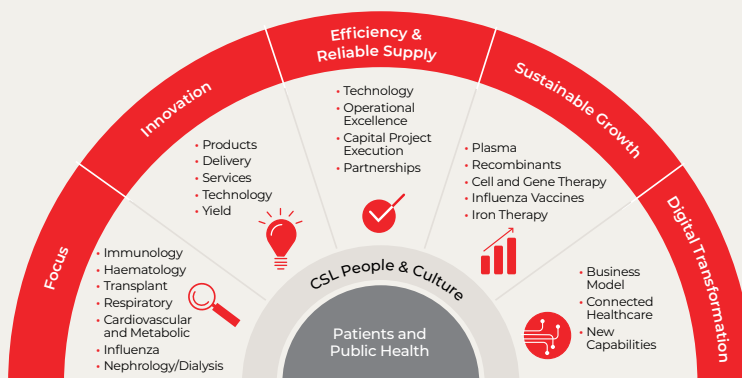 Focus
• Immunology
• Haematology
• Transplant
• Respiratory
• Cardiovascular
and Metabolic
• Influenza
• Nephrology/Dialysis
Innovation
• Products
• Delivery
• Services
• Technology
• Yield
Efficiency &
Reliable Supply
• Technology
• Operational
Excellence
• Capital Project
Execution
• Partnerships
Sustainable Growth
• Plasma
• Recombinants
• Cell and Gene Therapy
• Influenza Vaccines
• Iron Therapy
Digital Transformation
• Business
Model
• Connected
Healthcare
• New
Capabilities
CSL People & Culture
Patients and
Public Health